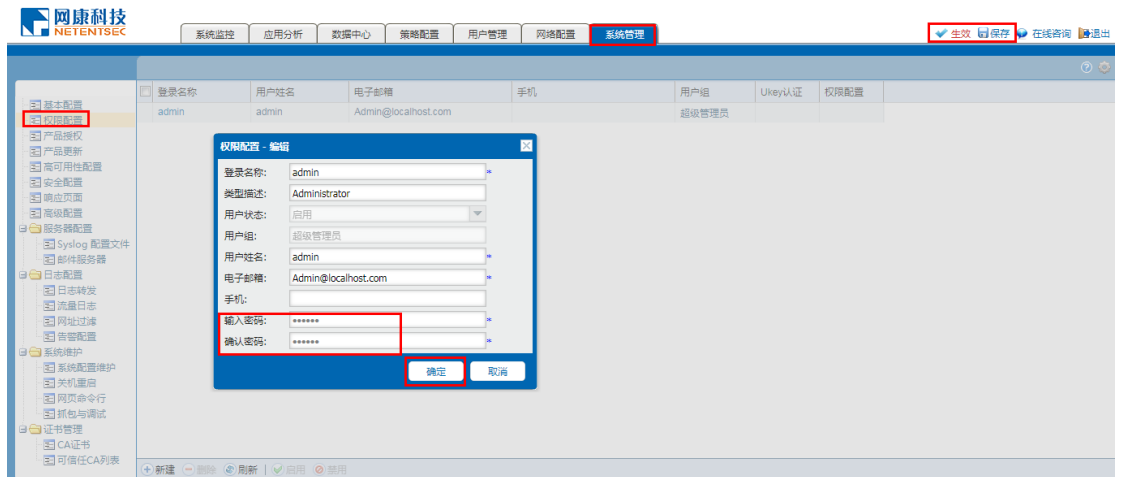 网康科技
NETENTSEC
系统监控 应用分析 数据中心 策略配置 用户管理 网络配置 系统管理
生效 保存 在线咨询 退出
登录名称 用户姓名 电子邮箱 手机 用户组 Ukey认证 权限配置
admin admin Admin@localhost.com 超级管理员
基本配置
权限配置
产品授权
产品更新
高可用性配置
安全配置
响应页面
高级配置
服务器配置
Syslog 配置文件
邮件服务器
日志配置
日志转发
流量日志
网址过滤
告警配置
系统维护
系统配置维护
关机重启
网页命令行
抓包与调试
证书管理
CA证书
可信任CA列表
权限配置 - 编辑
登录名称: admin *
类型描述: Administrator
用户状态: 启用
用户组: 超级管理员
用户姓名: admin *
电子邮箱: Admin@localhost.com *
手机:
输入密码: •••••• *
确认密码: •••••• *
确定 取消
新建 删除 刷新 启用 禁用